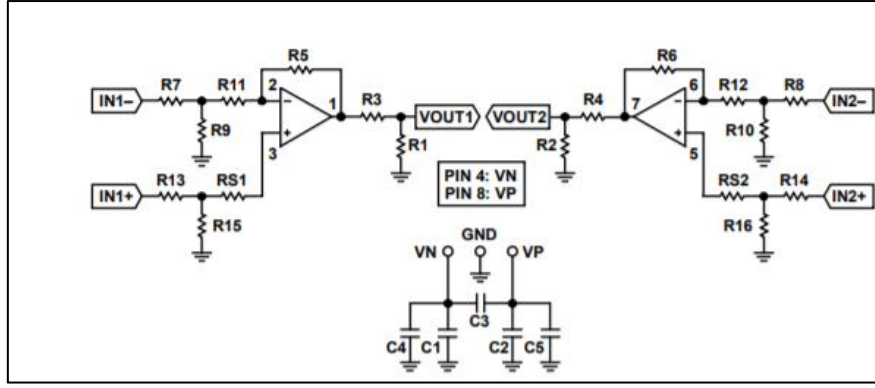 R5 R6
R7 R11 2 6 R12 R8
IN1– – 1 R3 VOUT1 VOUT2 R4 7 – IN2–
R9 + R1 R2 + R10
3 5
R13 RS1 PIN 4: VN RS2 R14
IN1+ PIN 8: VP IN2+
R15 R16
GND
VN VP
C3
C4 C1 C2 C5